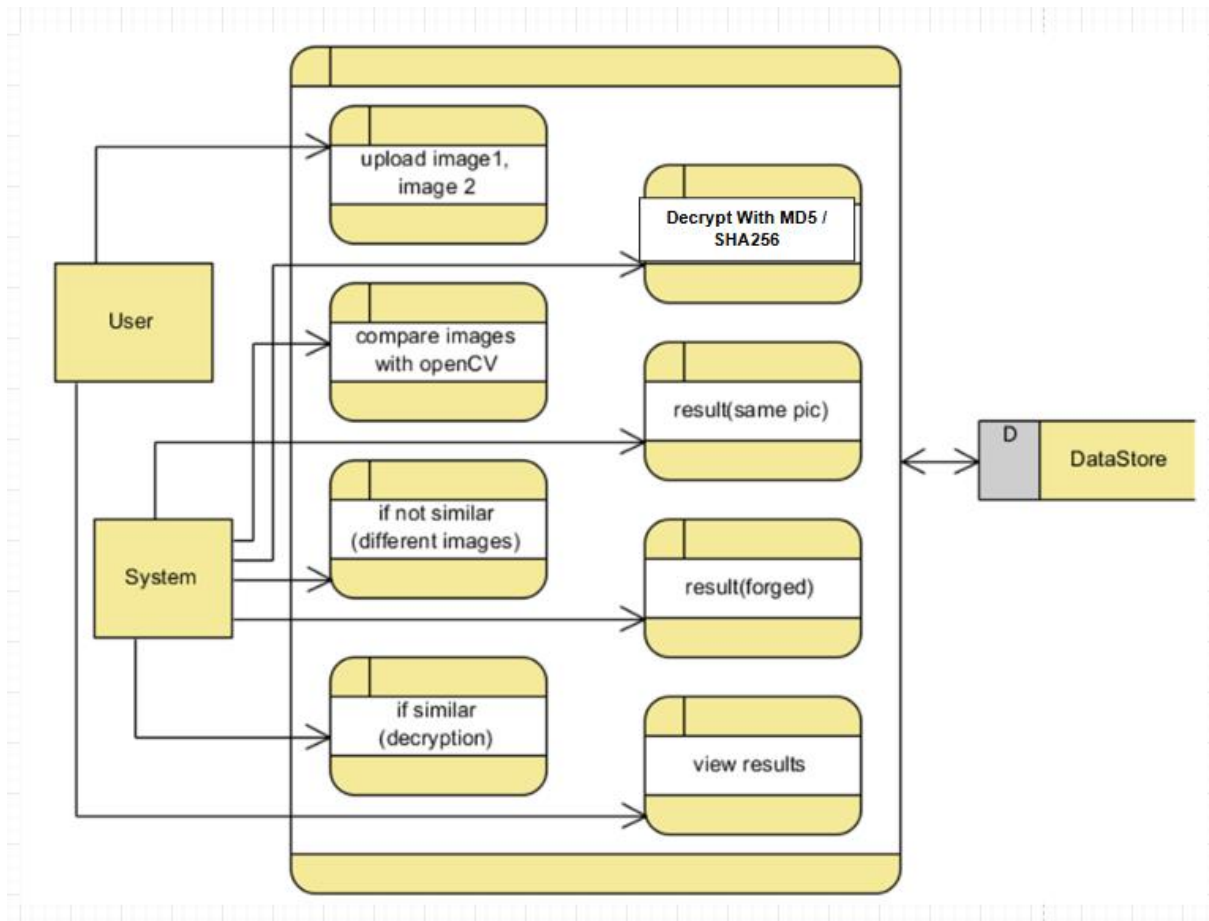 upload image1,
image 2
Decrypt With MD5 /
SHA256
User
compare images
with openCV
result(same pic)
D
DataStore
if not similar
(different images)
System
result(forged)
if similar
(decryption)
view results